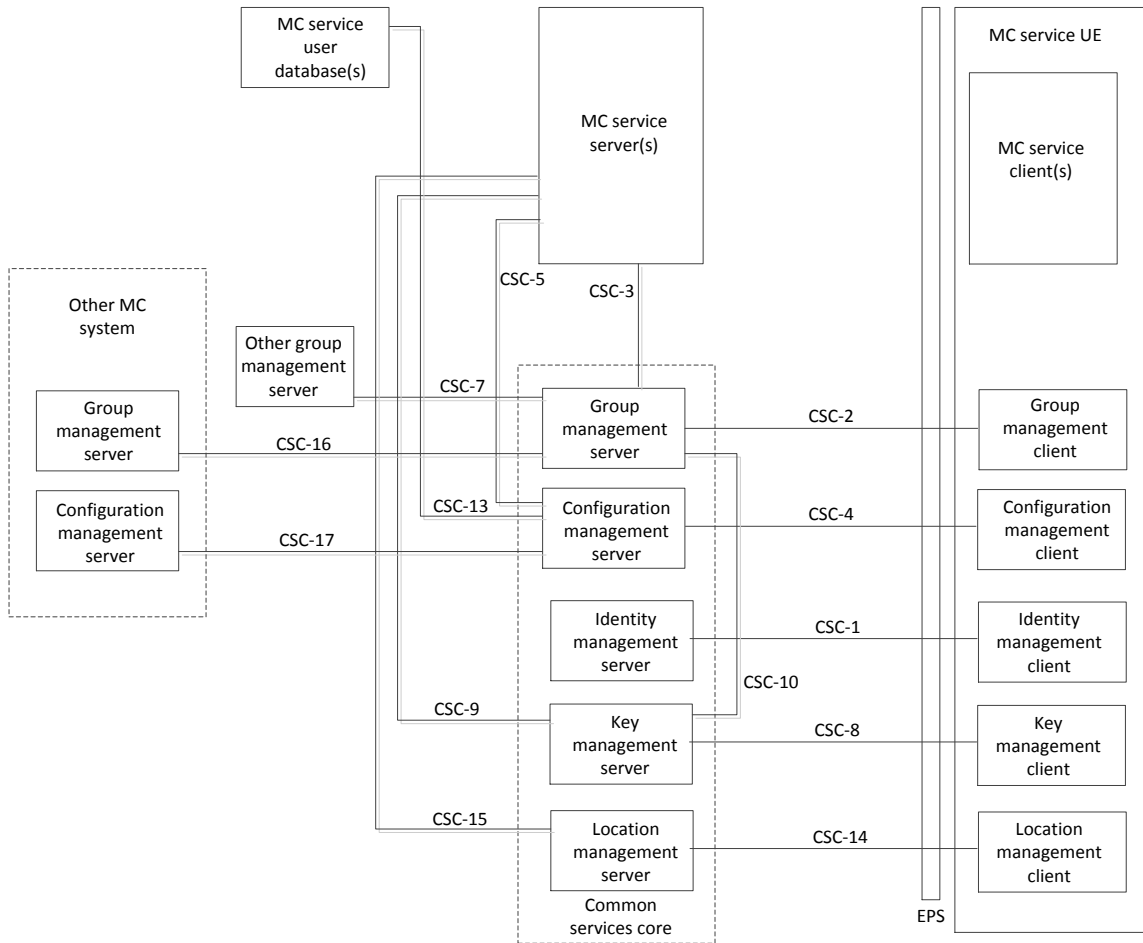 MC service
user
database(s)
MC service
server(s)
MC service UE
MC service
client(s)
CSC-5
CSC-3
Other MC
system
Other group
management
server
CSC-7
Group
management
server
CSC-2
Group
management
client
Group
management
server
CSC-16
Configuration
management
server
CSC-13
Configuration
management
server
CSC-4
Configuration
management
client
CSC-17
Identity
management
server
CSC-1
Identity
management
client
CSC-10
CSC-9
Key
management
server
CSC-8
Key
management
client
CSC-15
Location
management
server
CSC-14
Location
management
client
Common
services core
EPS